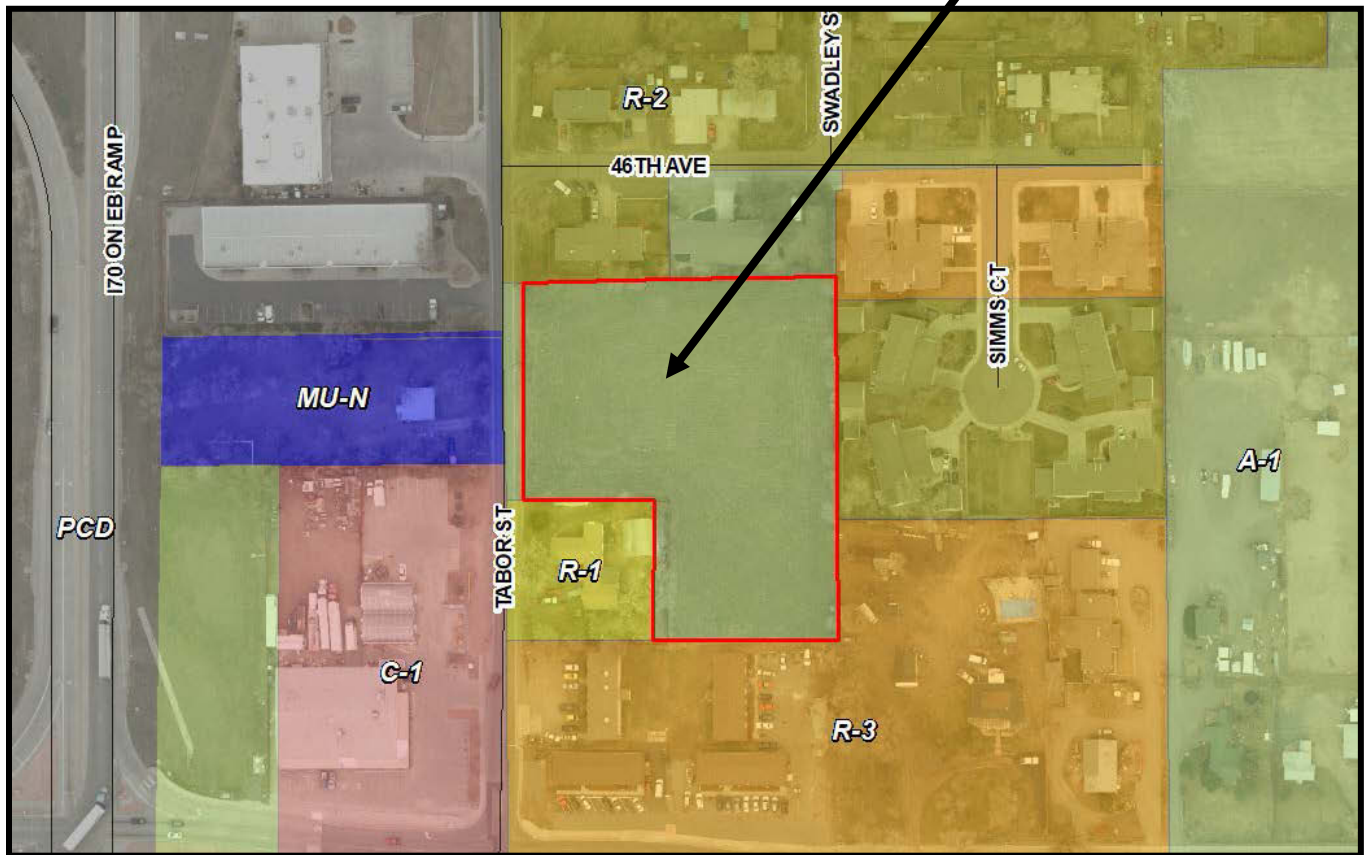 SWADLEY S
R-2
46TH AVE
I70 ON EB RAMP
SIMMS CT
MU-N
A-1
PCD
TABOR ST
R-1
C-1
R-3